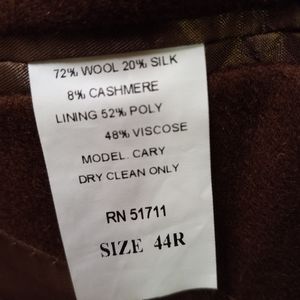 72% WOOL 20% SILK
8% CASHMERE
LINING 52% POLY
48% VISCOSE
MODEL. CARY
DRY CLEAN ONLY
RN 51711
SIZE 44R